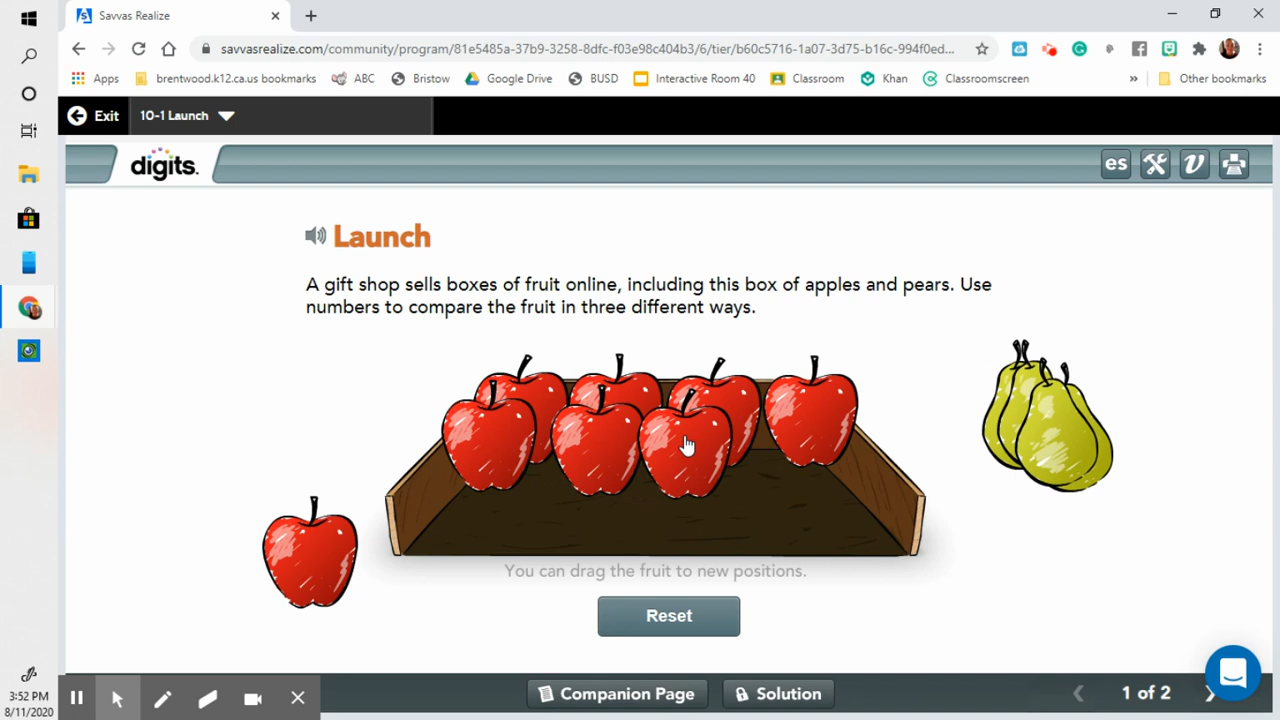 Savvas Realize
savvasrealize.com/community/program/81e5485a-37b9-3258-8dfc-f03e98c404b3/6/tier/b60c5716-1a07-3d75-b16c-994f0ed...
Apps brentwood.k12.ca.us bookmarks ABC Bristow Google Drive BUSD Interactive Room 40 Classroom Khan Classroomscreen » Other bookmarks
Exit 10-1 Launch
digits. es
Launch
A gift shop sells boxes of fruit online, including this box of apples and pears. Use
numbers to compare the fruit in three different ways.
You can drag the fruit to new positions.
Reset
Companion Page Solution 1 of 2
3:52 PM
8/11/2020